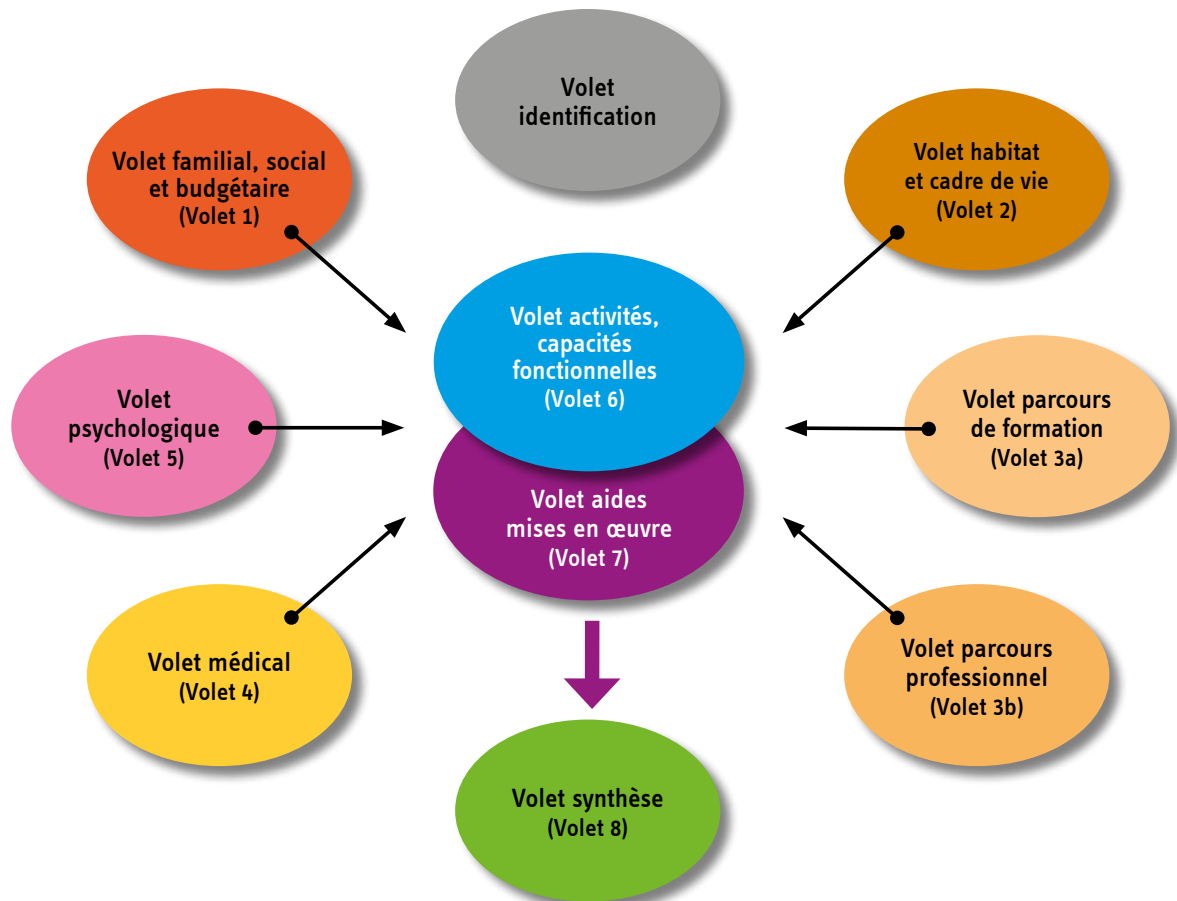 Volet
identification
Volet familial, social
et budgétaire
(Volet 1)
Volet habitat
et cadre de vie
(Volet 2)
Volet activités,
capacités
fonctionnelles
(Volet 6)
Volet
psychologique
(Volet 5)
Volet parcours
de formation
(Volet 3a)
Volet aides
mises en œuvre
(Volet 7)
Volet médical
(Volet 4)
Volet parcours
professionnel
(Volet 3b)
Volet synthèse
(Volet 8)